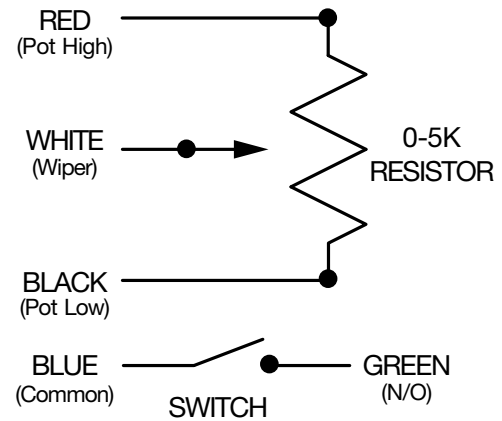 RED
(Pot High)
WHITE
(Wiper)
0-5K
RESISTOR
BLACK
(Pot Low)
BLUE
(Common)
GREEN
(N/O)
SWITCH